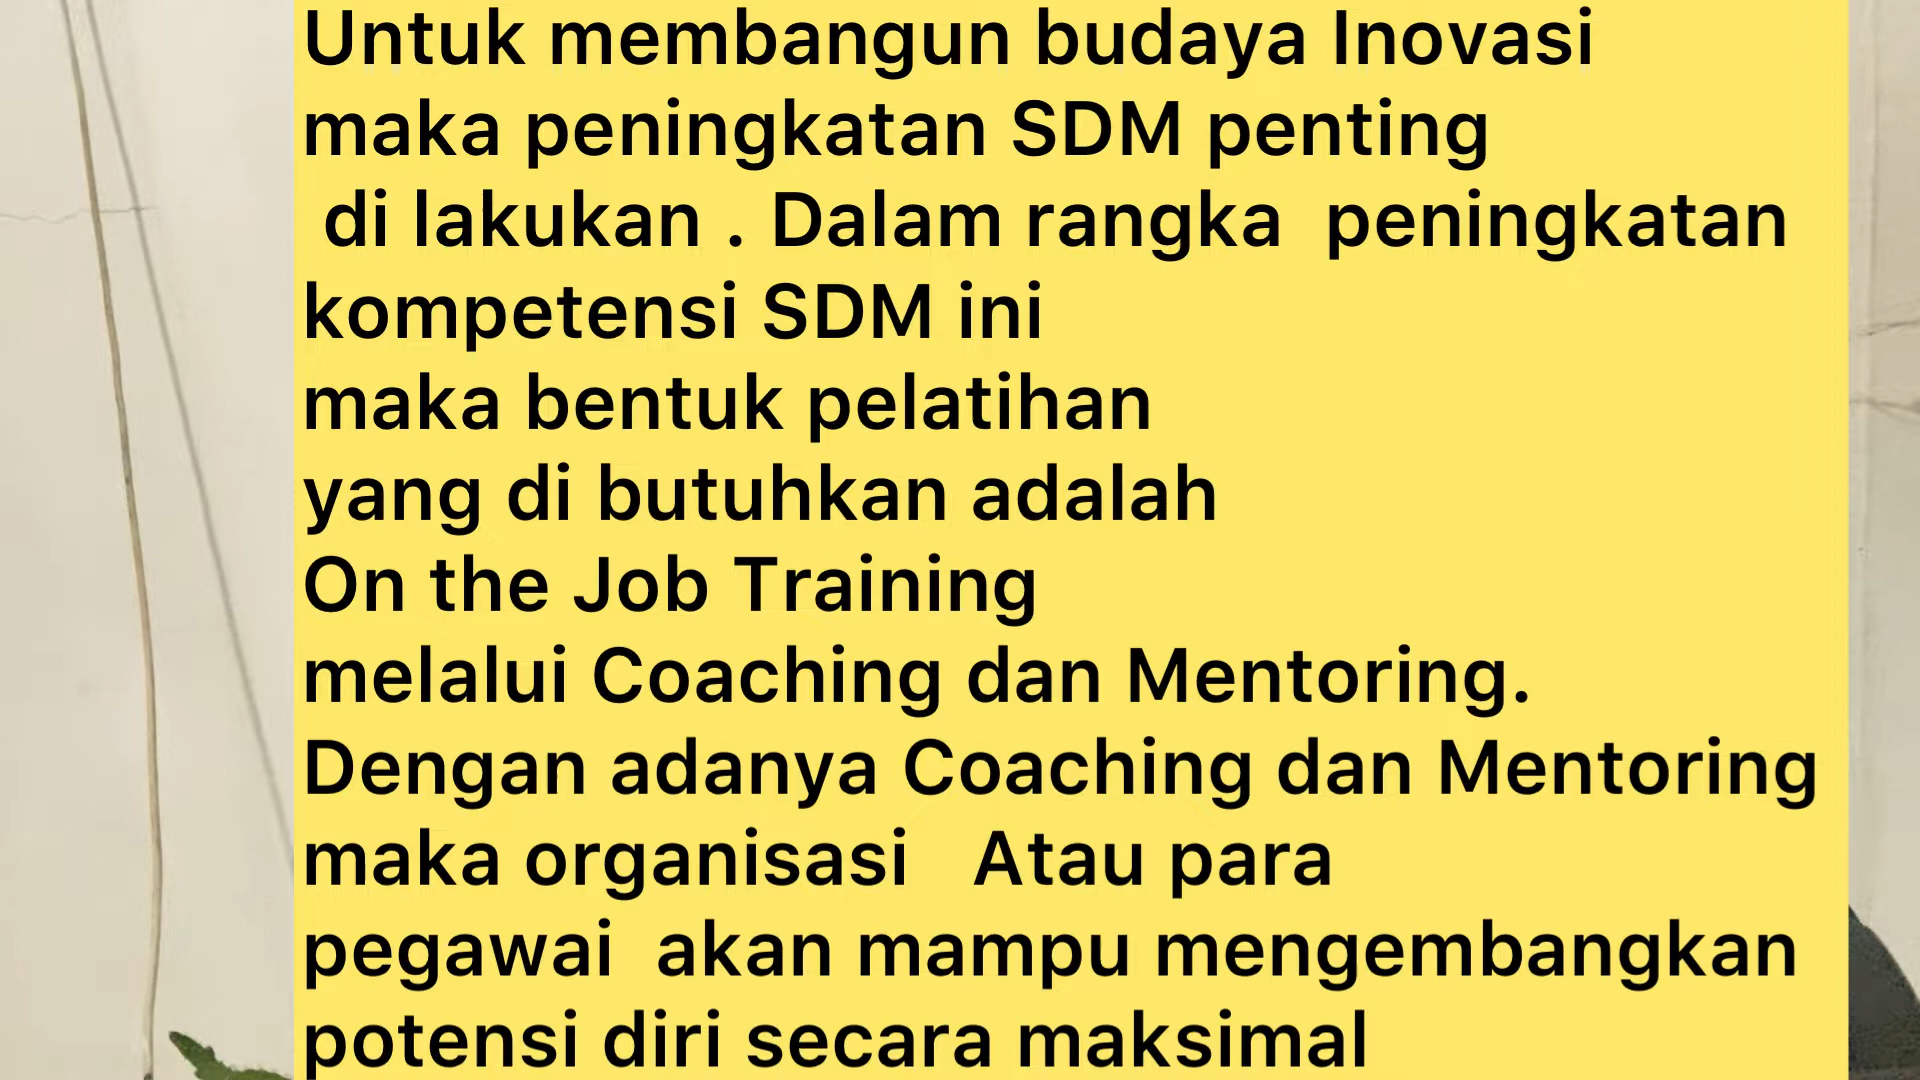 Untuk membangun budaya Inovasi
maka peningkatan SDM penting
di lakukan . Dalam rangka  peningkatan
kompetensi SDM ini
maka bentuk pelatihan
yang di butuhkan adalah
On the Job Training
melalui Coaching dan Mentoring.
Dengan adanya Coaching dan Mentoring
maka organisasi   Atau para
pegawai  akan mampu mengembangkan
potensi diri secara maksimal